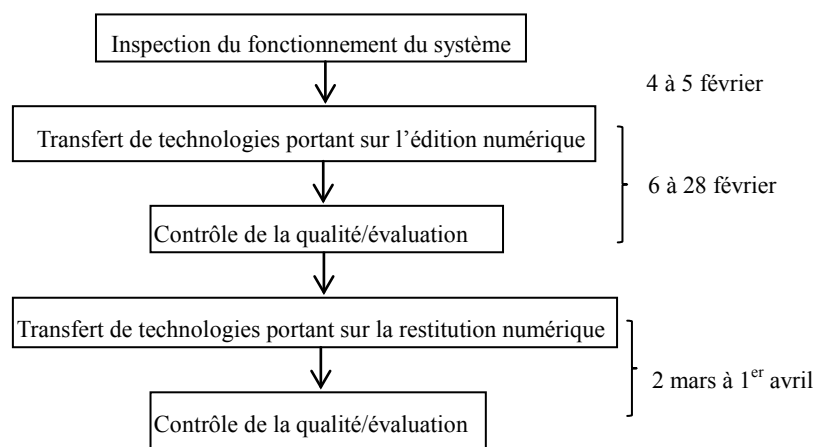 Inspection du fonctionnement du système
4 à 5 février
Transfert de technologies portant sur l’édition numérique
6 à 28 février
Contrôle de la qualité/évaluation
Transfert de technologies portant sur la restitution numérique
2 mars à 1er avril
Contrôle de la qualité/évaluation